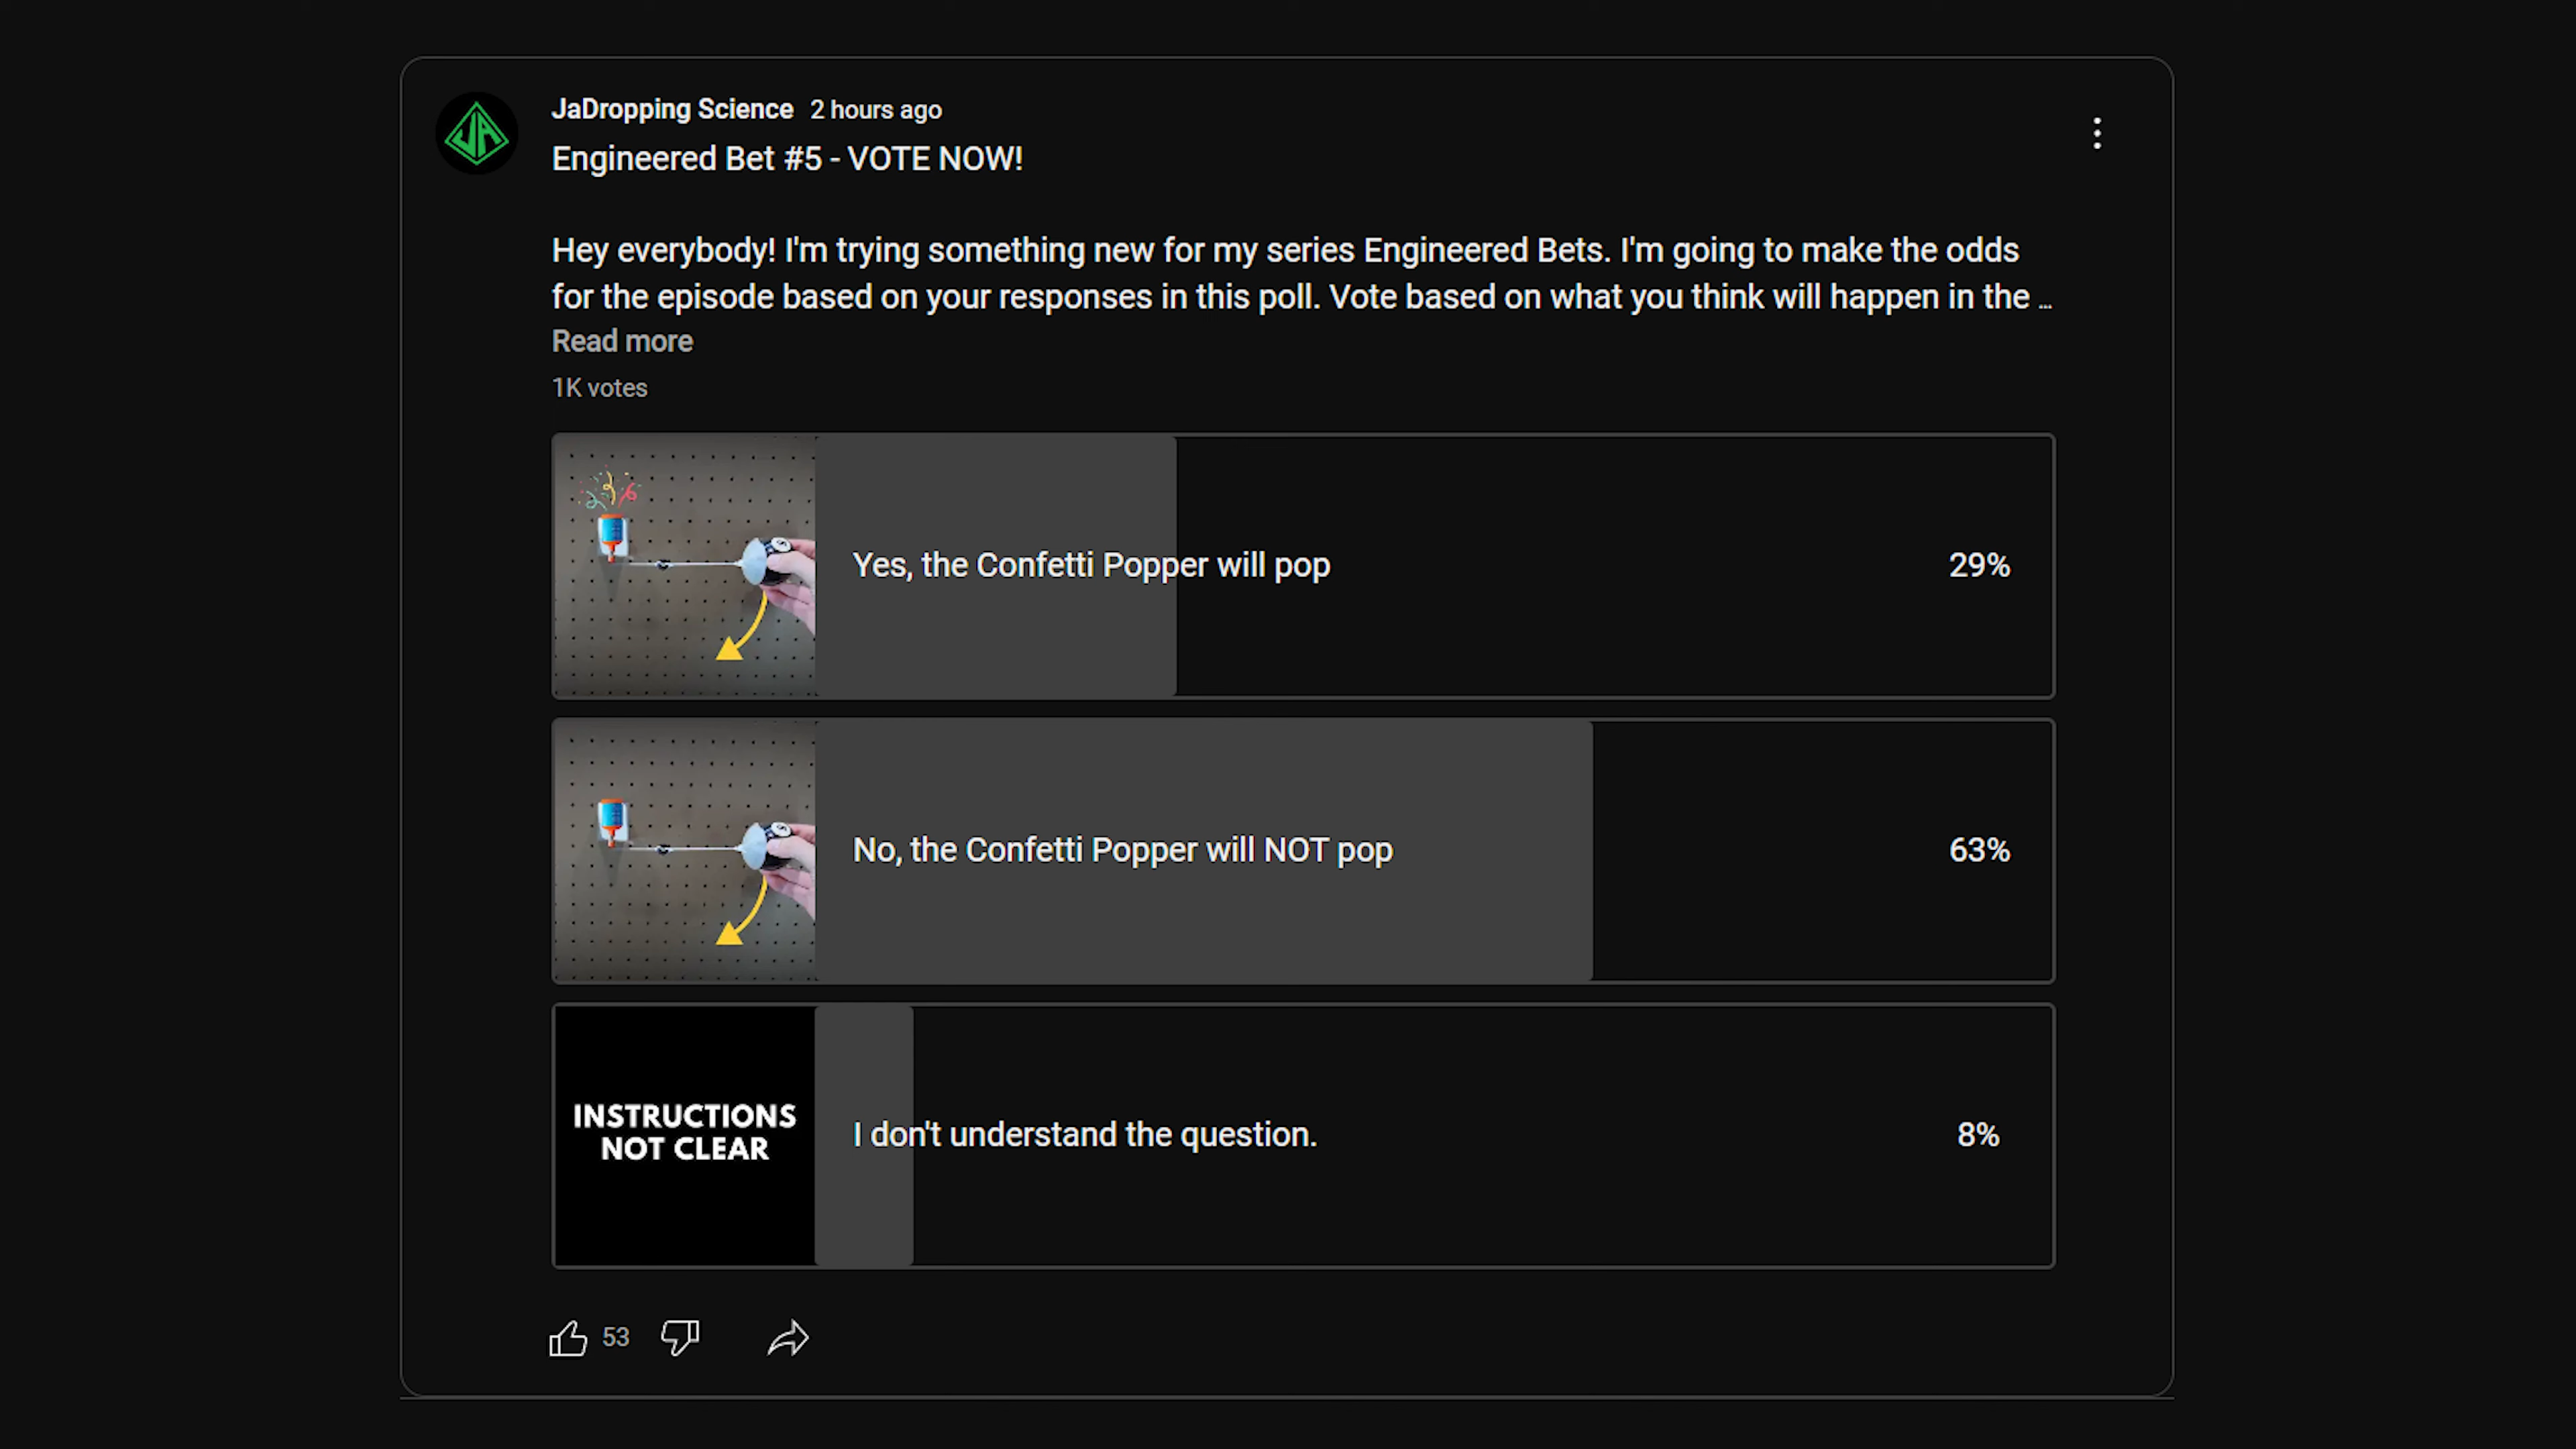 JaDropping Science 2 hours ago
Engineered Bet #5 - VOTE NOW!
Hey everybody! I'm trying something new for my series Engineered Bets. I'm going to make the odds
for the episode based on your responses in this poll. Vote based on what you think will happen in the ...
Read more
1K votes
Yes, the Confetti Popper will pop 29%
No, the Confetti Popper will NOT pop 63%
INSTRUCTIONS
NOT CLEAR
I don't understand the question. 8%
53